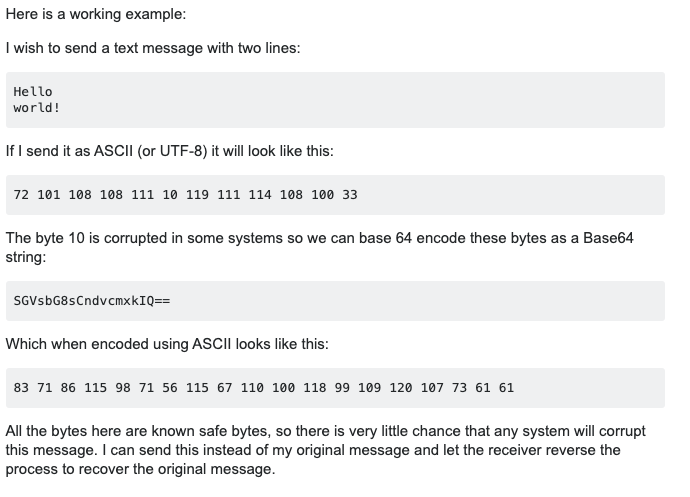 Here is a working example:
I wish to send a text message with two lines:
Hello
world!
If I send it as ASCII (or UTF-8) it will look like this:
72 101 108 108 111 10 119 111 114 108 100 33
The byte 10 is corrupted in some systems so we can base 64 encode these bytes as a Base64
string:
SGVsbG8sCndvcmxkIQ==
Which when encoded using ASCII looks like this:
83 71 86 115 98 71 56 115 67 110 100 118 99 109 120 107 73 61 61
All the bytes here are known safe bytes, so there is very little chance that any system will corrupt
this message. I can send this instead of my original message and let the receiver reverse the
process to recover the original message.